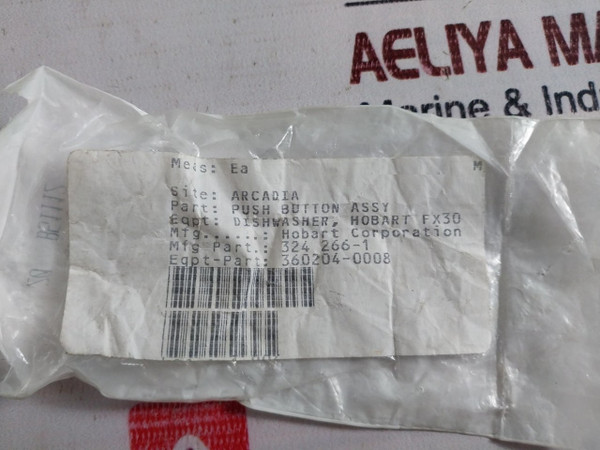 AELIYA MA
Marine & Ind
Meas: Ea M
Site: ARCADIA
Part: PUSH BUTTON ASSY
Eqpt: DISHWASHER, HOBART FX30
Mfg.....: Hobart Corporation
Mfg-Part.: 324 266-1
Eqpt-Part: 360204-0008